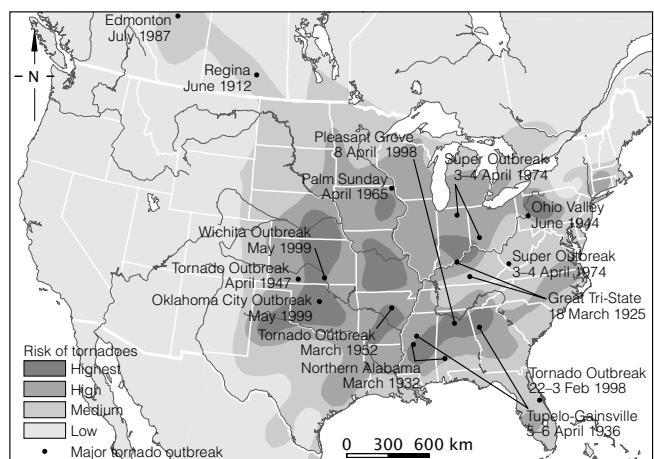 Edmonton
July 1987
Regina
June 1912
N
Pleasant Grove
8 April 1998
Super Outbreak
3–4 April 1974
Palm Sunday
April 1965
Ohio Valley
June 1944
Wichita Outbreak
May 1999
Super Outbreak
3–4 April 1974
Tornado Outbreak
April 1947
Oklahoma City Outbreak
May 1999
Great Tri-State
18 March 1925
Tornado Outbreak
March 1952
Northern Alabama
March 1932
Tornado Outbreak
22–3 Feb 1998
Tupelo-Gainsville
5–6 April 1936
Risk of tornadoes
Highest
High
Medium
Low
Major tornado outbreak
0 300 600 km